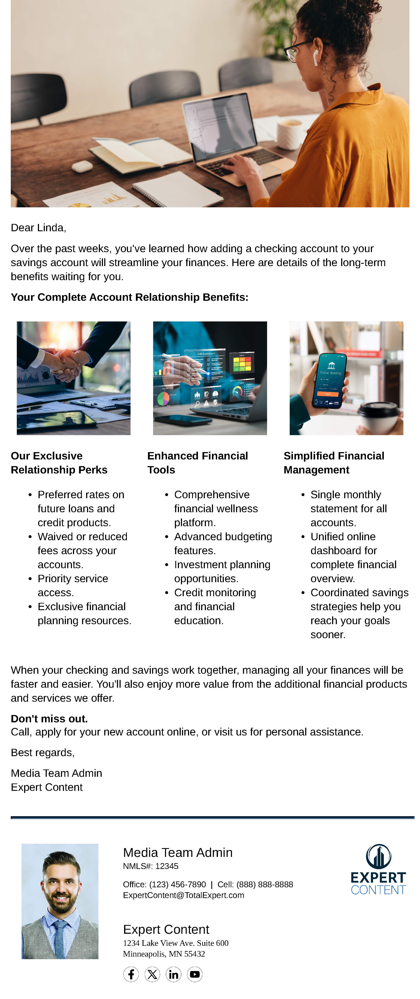 MONTHLY BUDGET
Dear Linda,
Over the past weeks, you've learned how adding a checking account to your
savings account will streamline your finances. Here are details of the long-term
benefits waiting for you.
Your Complete Account Relationship Benefits:
Success
Risk Assessment
Matrix
Level
Online Banking
Login
Our Exclusive
Relationship Perks
• Preferred rates on
future loans and
credit products.
• Waived or reduced
fees across your
accounts.
• Priority service
access.
• Exclusive financial
planning resources.
Enhanced Financial
Tools
• Comprehensive
financial wellness
platform.
• Advanced budgeting
features.
• Investment planning
opportunities.
• Credit monitoring
and financial
education.
Simplified Financial
Management
• Single monthly
statement for all
accounts.
• Unified online
dashboard for
complete financial
overview.
• Coordinated savings
strategies help you
reach your goals
sooner.
When your checking and savings work together, managing all your finances will be
faster and easier. You'll also enjoy more value from the additional financial products
and services we offer.
Don't miss out.
Call, apply for your new account online, or visit us for personal assistance.
Best regards,
Media Team Admin
Expert Content
Media Team Admin
NMLS#: 12345
Office: (123) 456-7890 | Cell: (888) 888-8888
ExpertContent@TotalExpert.com
EXPERT
CONTENT
Expert Content
1234 Lake View Ave. Suite 600
Minneapolis, MN 55432